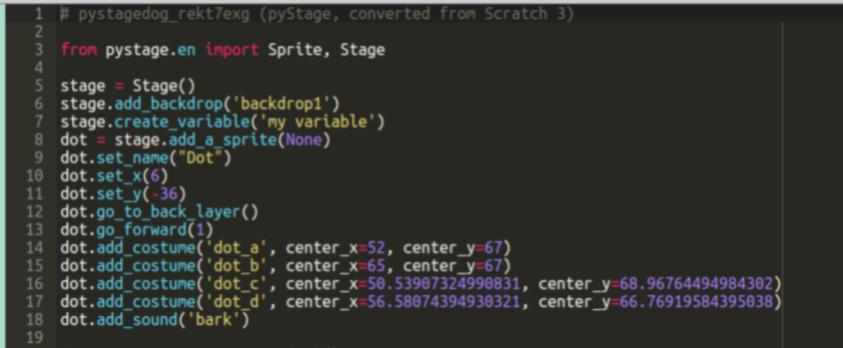 1 # pystagedog_rekt7exg (pyStage, converted from Scratch 3)
2
3 from pystage.en import Sprite, Stage
4
5 stage = Stage()
6 stage.add_backdrop('backdrop1')
7 stage.create_variable('my variable')
8 dot = stage.add_a_sprite(None)
9 dot.set_name("Dot")
10 dot.set_x(6)
11 dot.set_y(-36)
12 dot.go_to_back_layer()
13 dot.go_forward(1)
14 dot.add_costume('dot_a', center_x=52, center_y=67)
15 dot.add_costume('dot_b', center_x=65, center_y=67)
16 dot.add_costume('dot_c', center_x=50.53907324990831, center_y=68.96764494984302)
17 dot.add_costume('dot_d', center_x=56.58074394930321, center_y=66.76919584395038)
18 dot.add_sound('bark')
19